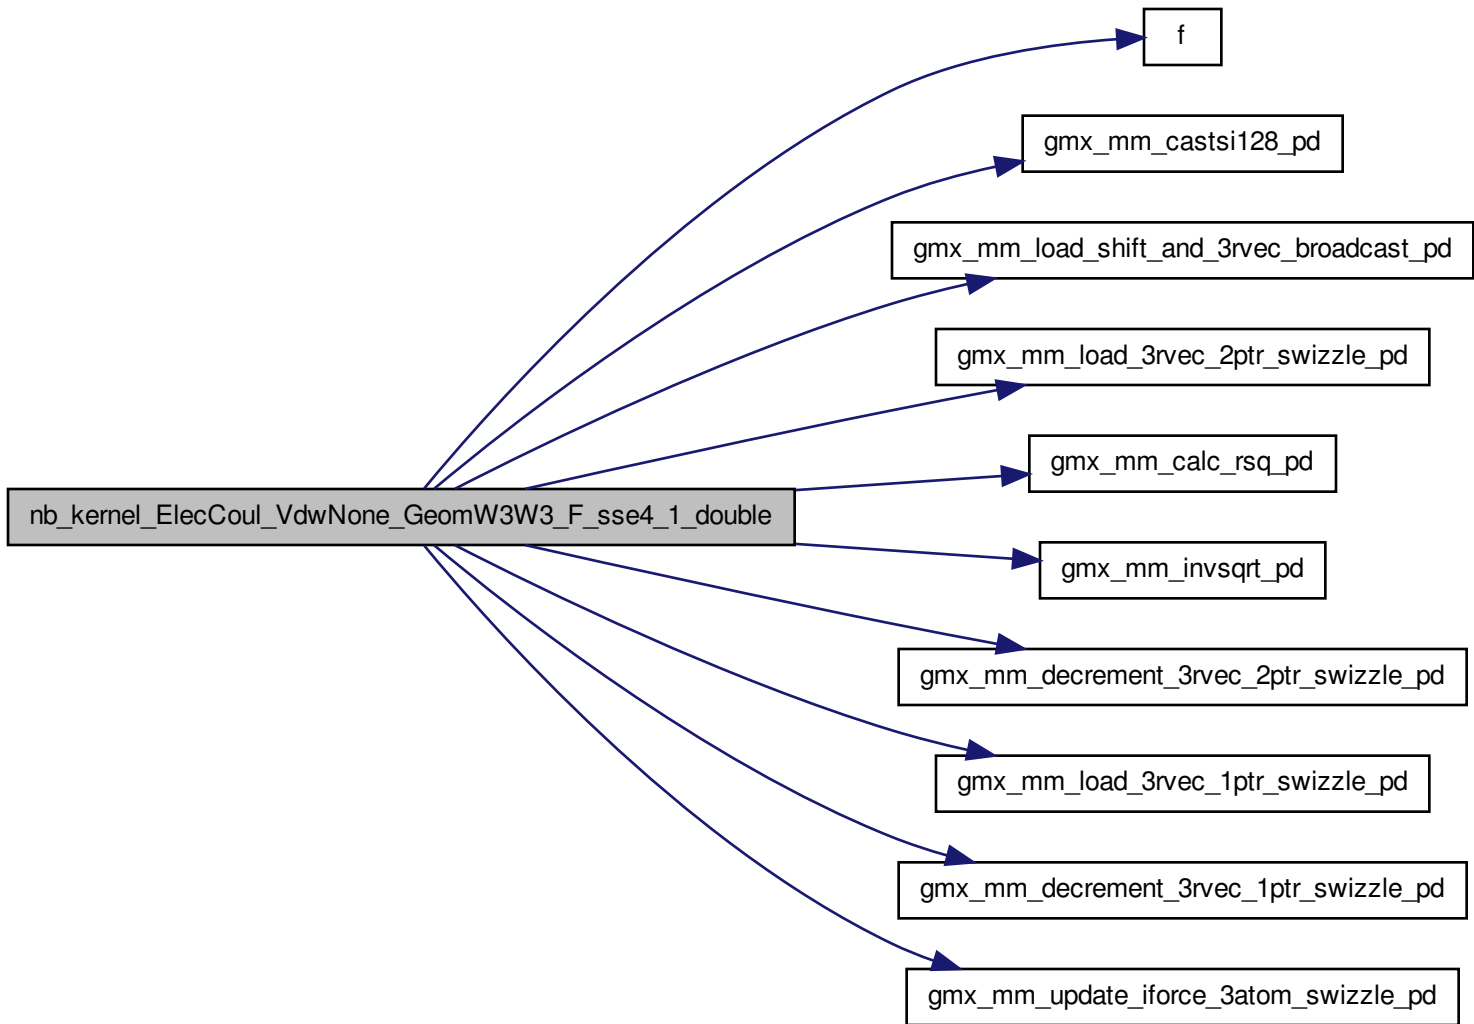 f
gmx_mm_castsi128_pd
gmx_mm_load_shift_and_3rvec_broadcast_pd
gmx_mm_load_3rvec_2ptr_swizzle_pd
gmx_mm_calc_rsq_pd
nb_kernel_ElecCoul_VdwNone_GeomW3W3_F_sse4_1_double
gmx_mm_invsqrt_pd
gmx_mm_decrement_3rvec_2ptr_swizzle_pd
gmx_mm_load_3rvec_1ptr_swizzle_pd
gmx_mm_decrement_3rvec_1ptr_swizzle_pd
gmx_mm_update_iforce_3atom_swizzle_pd